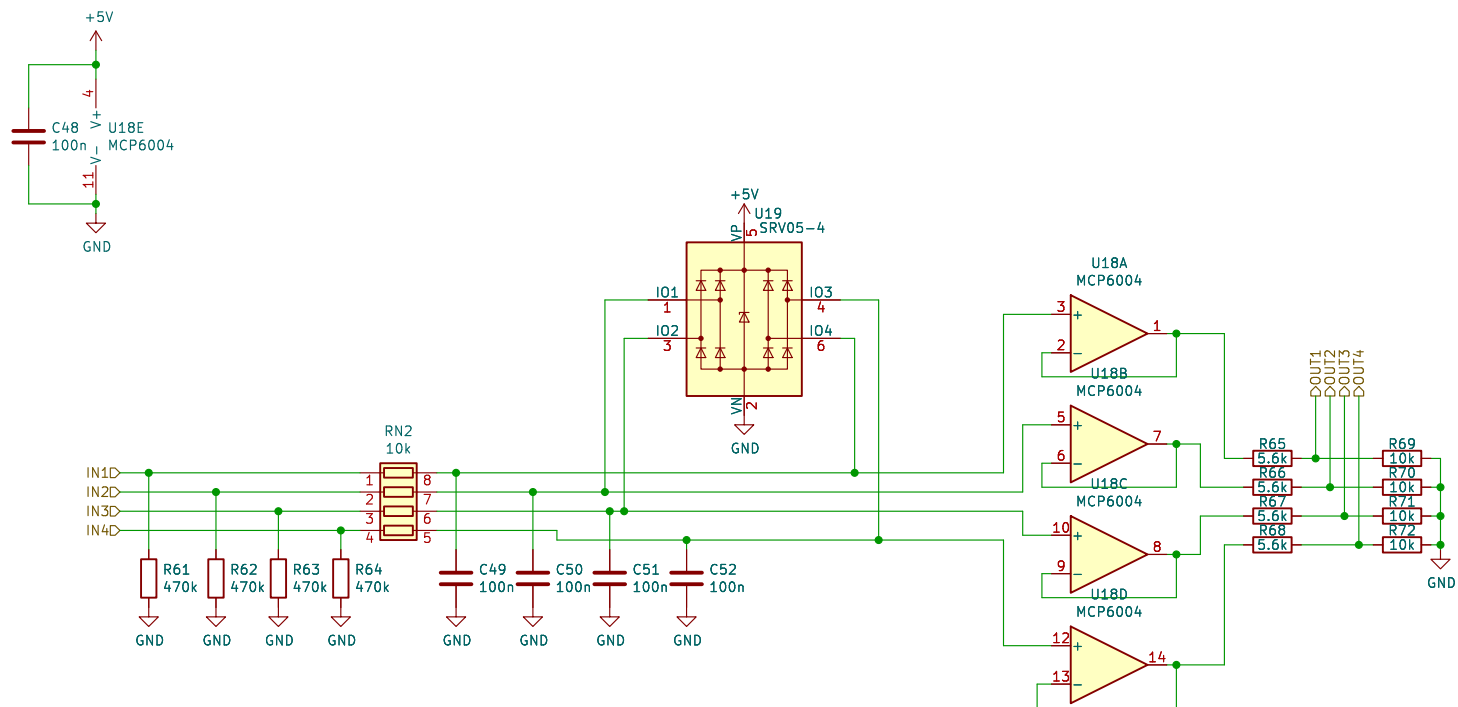 +5V
4
V+
C48
100n
U18E
MCP6004
V-
11
GND
+5V
U19
SRV05-4
VP
5
IO1
1
IO2
3
IO3
4
IO4
6
VN
2
GND
U18A
MCP6004
3
+
2
-
1
U18B
MCP6004
5
+
6
-
7
U18C
MCP6004
10
+
9
-
8
U18D
MCP6004
12
+
13
-
14
OUT1
OUT2
OUT3
OUT4
RN2
10k
IN1
IN2
IN3
IN4
1
2
3
4
8
7
6
5
R61
470k
R62
470k
R63
470k
R64
470k
C49
100n
C50
100n
C51
100n
C52
100n
GND
GND
GND
GND
GND
GND
GND
GND
R65
5.6k
R66
5.6k
R67
5.6k
R68
5.6k
R69
10k
R70
10k
R71
10k
R72
10k
GND